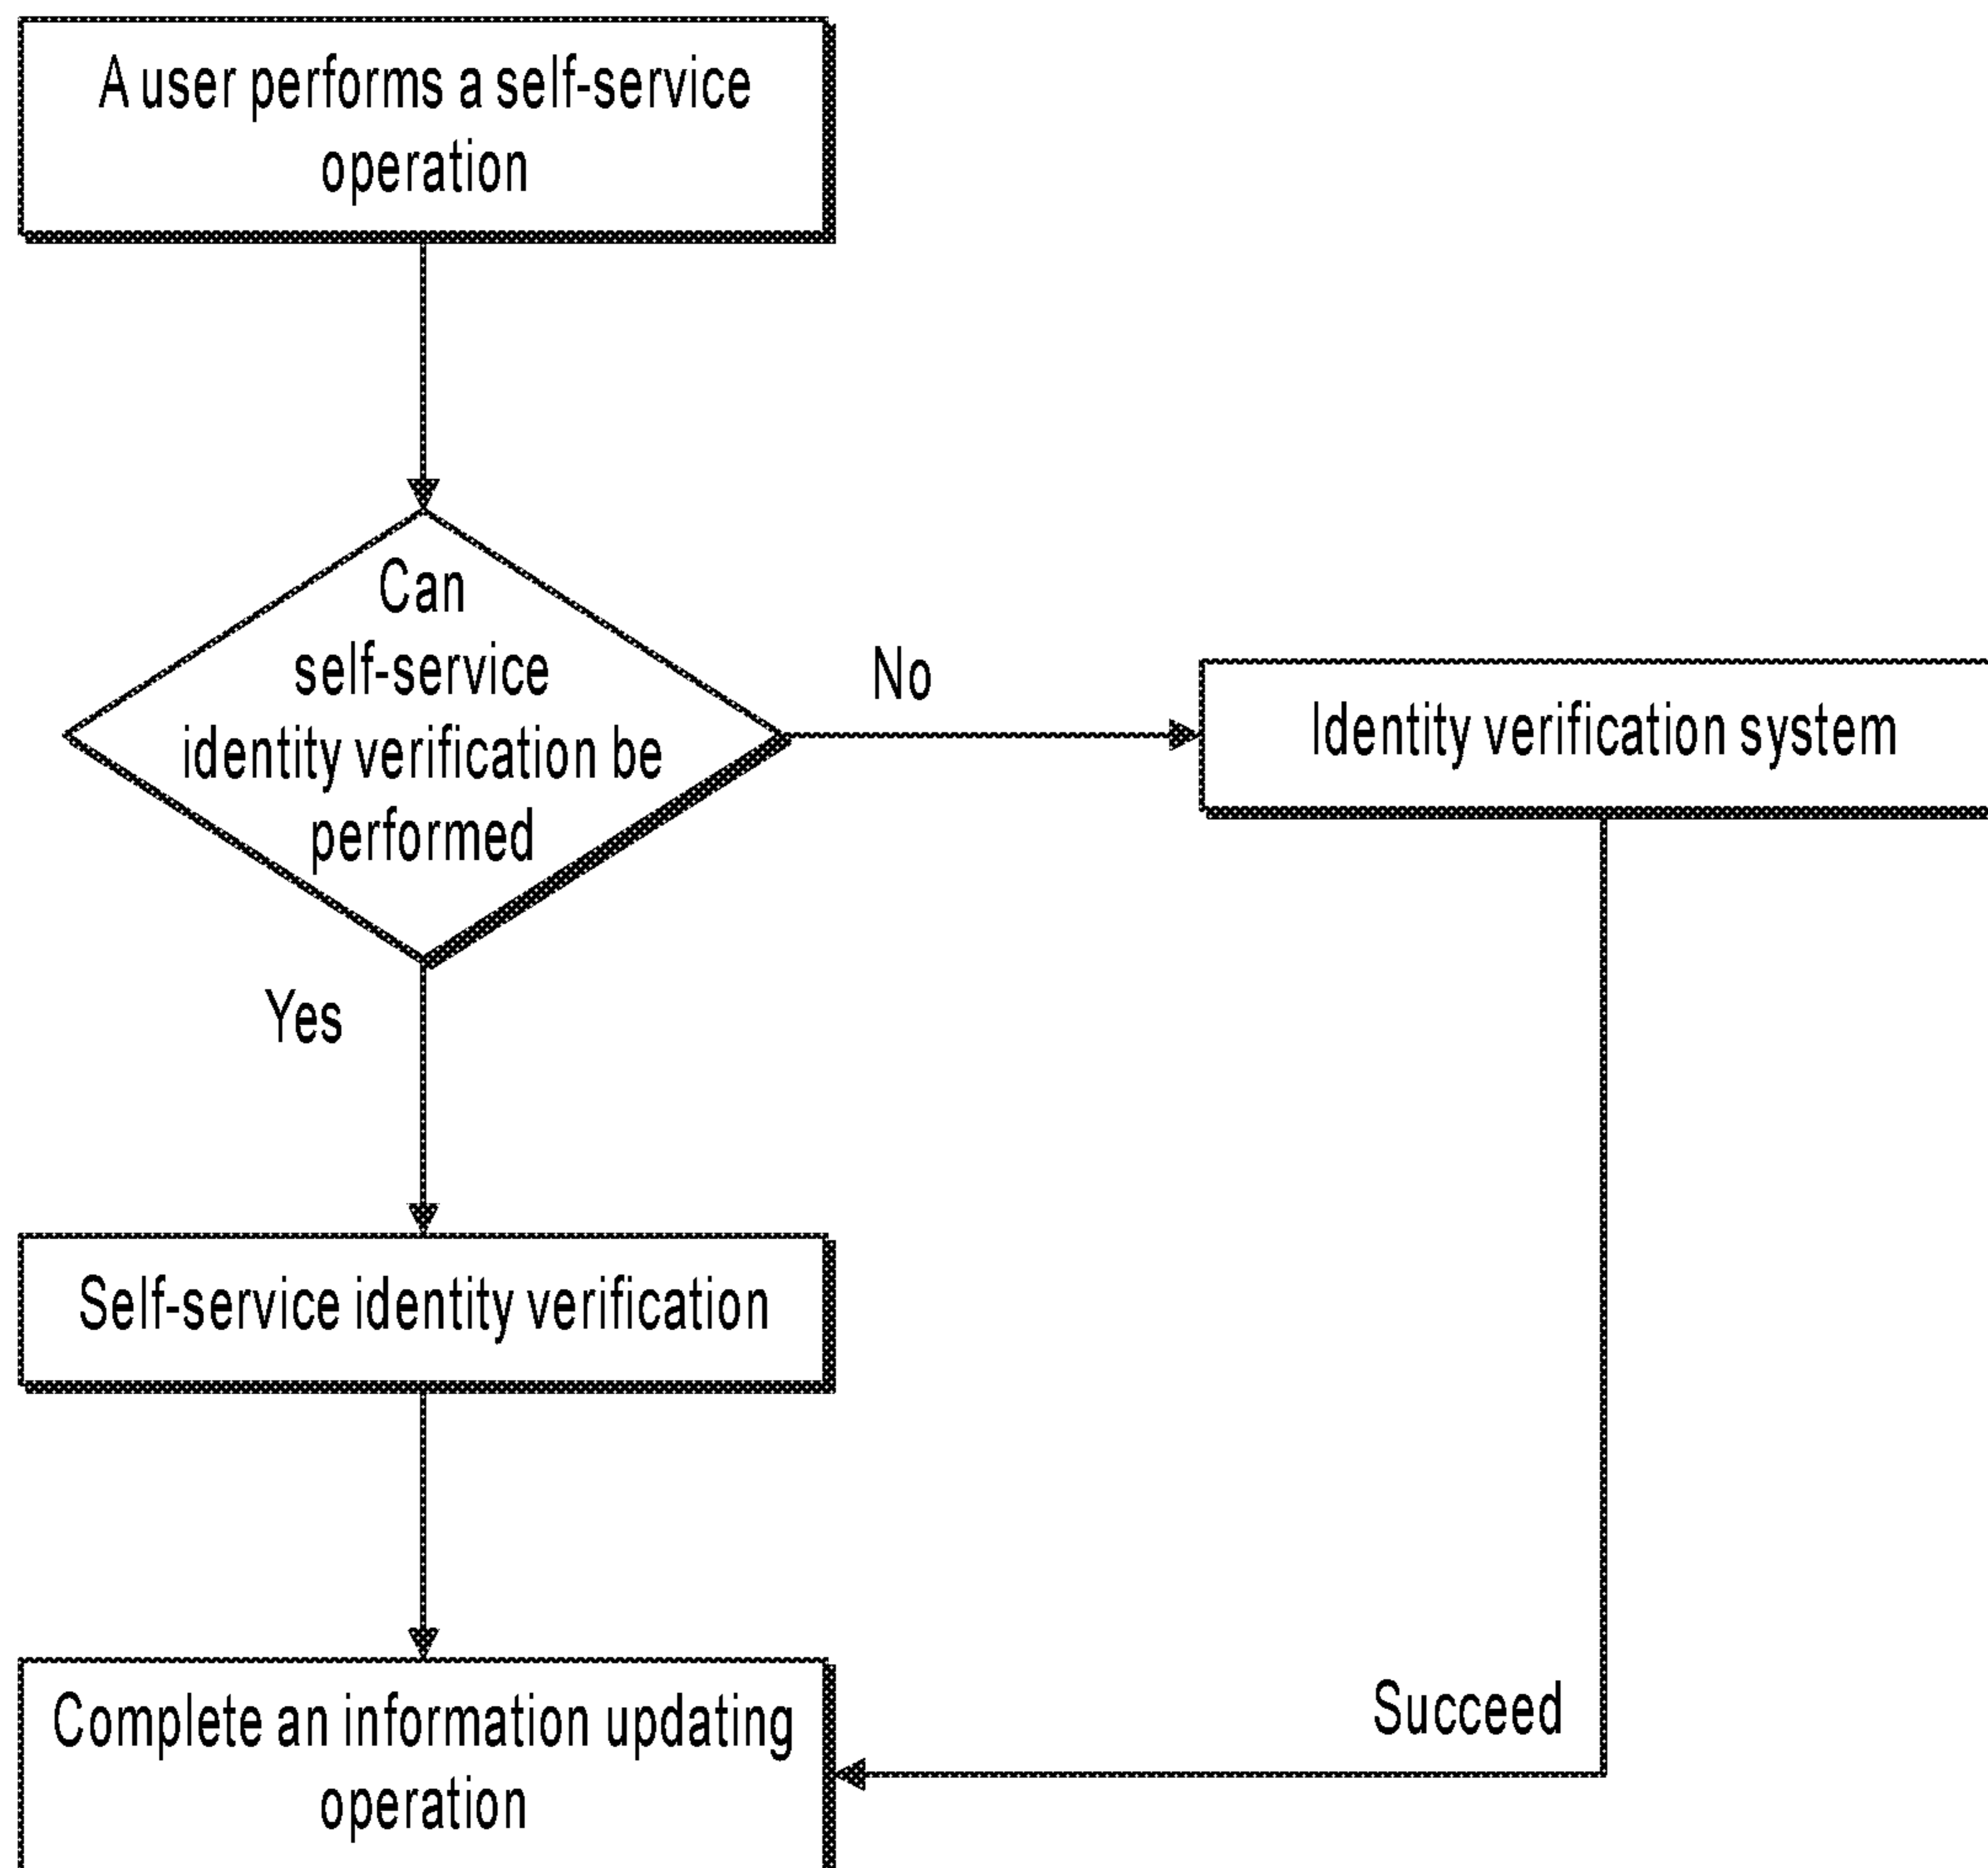 A user performs a self-service
operation
Can
self-service
identity verification be
performed
No
Identity verification system
Yes
Self-service identity verification
Complete an information updating
operation
Succeed